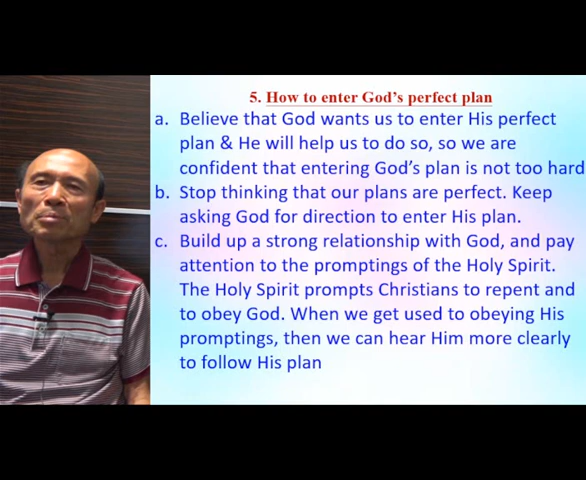 5. How to enter God's perfect plan
a. Believe that God wants us to enter His perfect
plan & He will help us to do so, so we are
confident that entering God's plan is not too hard
b. Stop thinking that our plans are perfect. Keep
asking God for direction to enter His plan.
c. Build up a strong relationship with God, and pay
attention to the promptings of the Holy Spirit.
The Holy Spirit prompts Christians to repent and
to obey God. When we get used to obeying His
promptings, then we can hear Him more clearly
to follow His plan